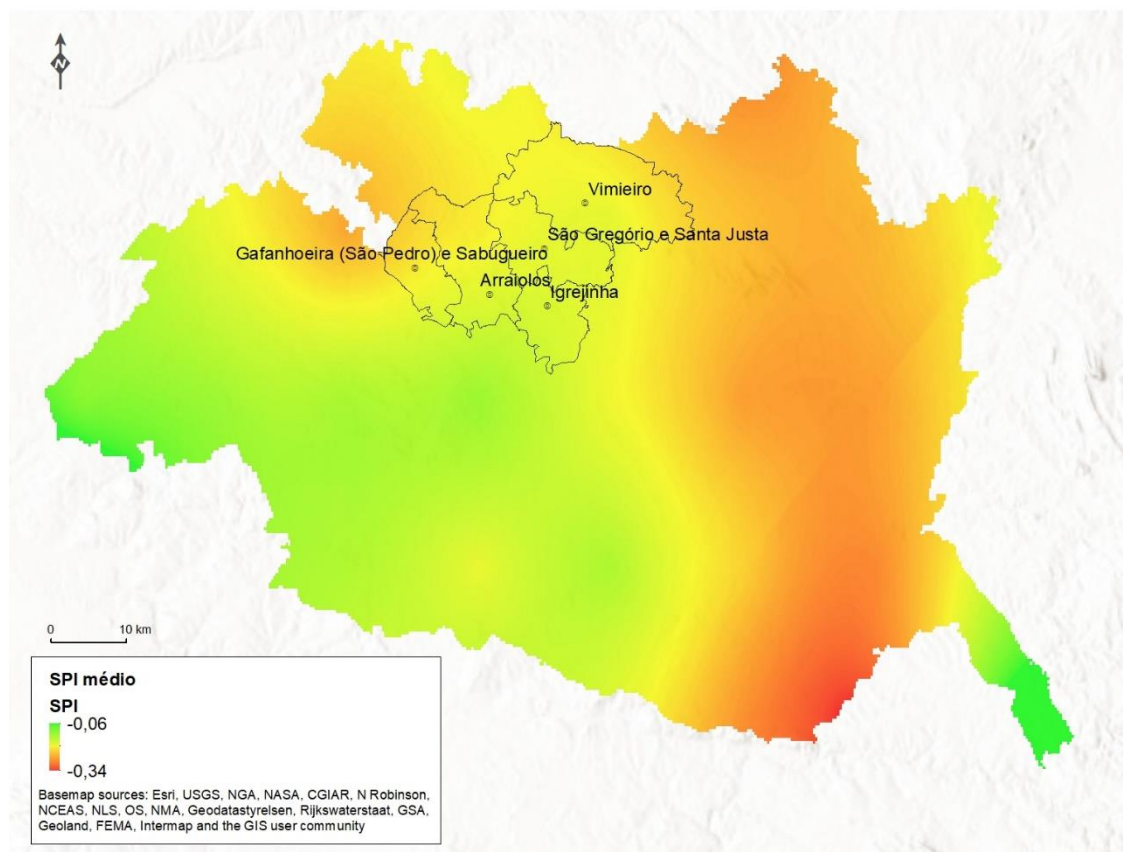 N
Vimieiro
São Gregório e Santa Justa
Gafanhoeira (São Pedro) e Sabugueiro
Arraiolos
Igrejinha
0 10 km
SPI médio
SPI
-0,06
-0,34
Basemap sources: Esri, USGS, NGA, NASA, CGIAR, N Robinson,
NCEAS, NLS, OS, NMA, Geodatastyrelsen, Rijkswaterstaat, GSA,
Geoland, FEMA, Intermap and the GIS user community